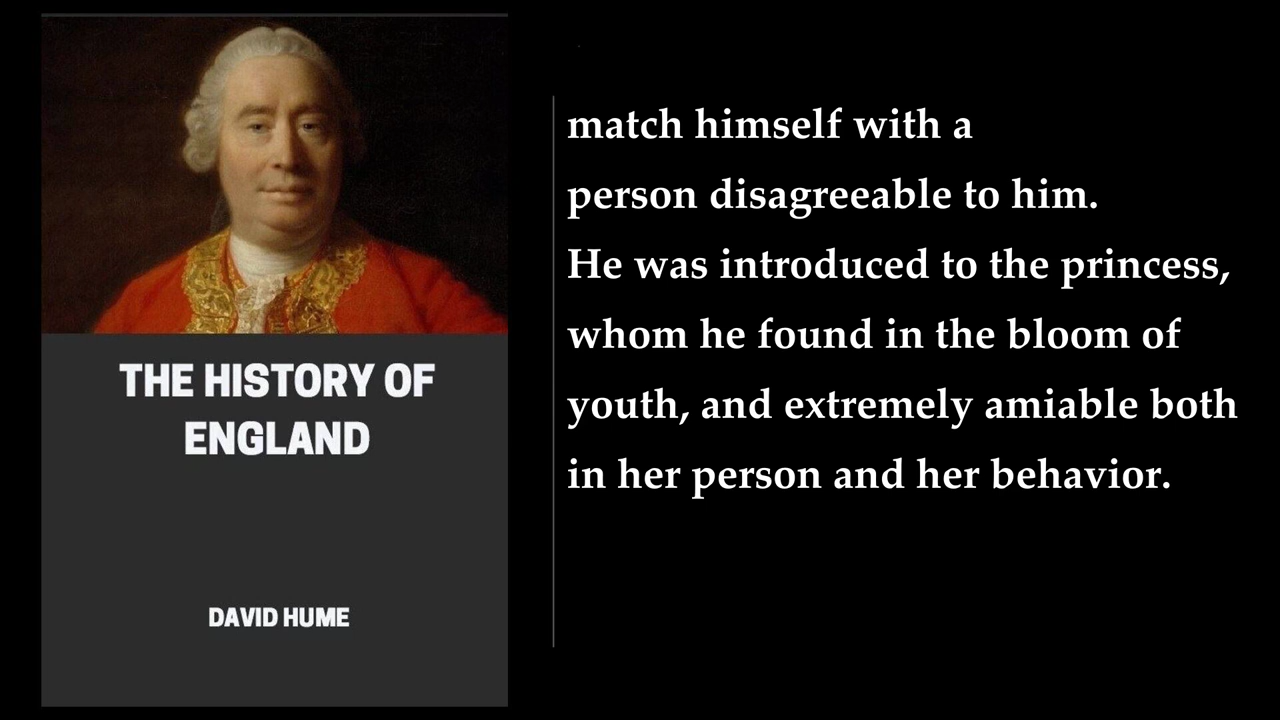 THE HISTORY OF
ENGLAND
DAVID HUME
match himself with a
person disagreeable to him.
He was introduced to the princess,
whom he found in the bloom of
youth, and extremely amiable both
in her person and her behavior.